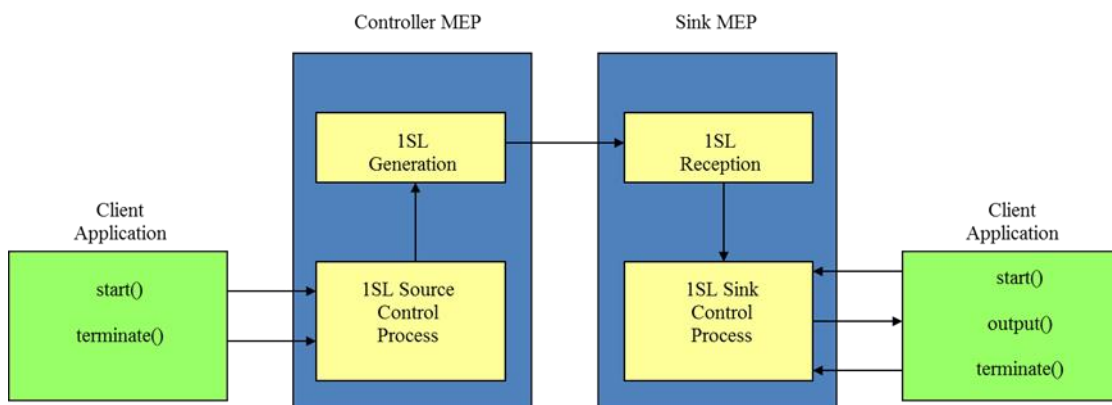 Controller MEP
Sink MEP
1SL
Generation
1SL
Reception
Client
Application
start()
terminate()
1SL Source
Control
Process
1SL Sink
Control
Process
Client
Application
start()
output()
terminate()